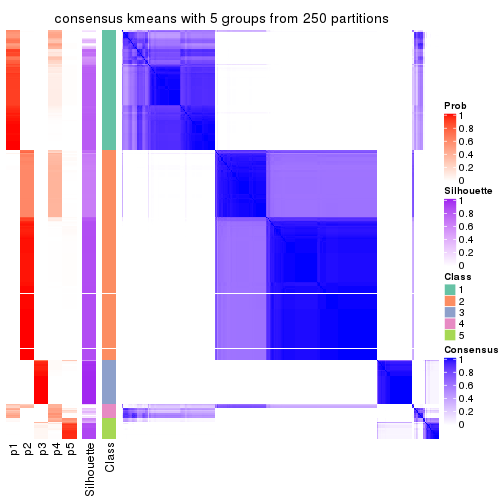 consensus kmeans with 5 groups from 250 partitions
Prob
1
0.8
0.6
0.4
0.2
0
Silhouette
1
0.8
0.6
0.4
0.2
0
Class
1
2
3
4
5
Consensus
1
0.8
0.6
0.4
0.2
0
p1
p2
p3
p4
p5
Silhouette
Class